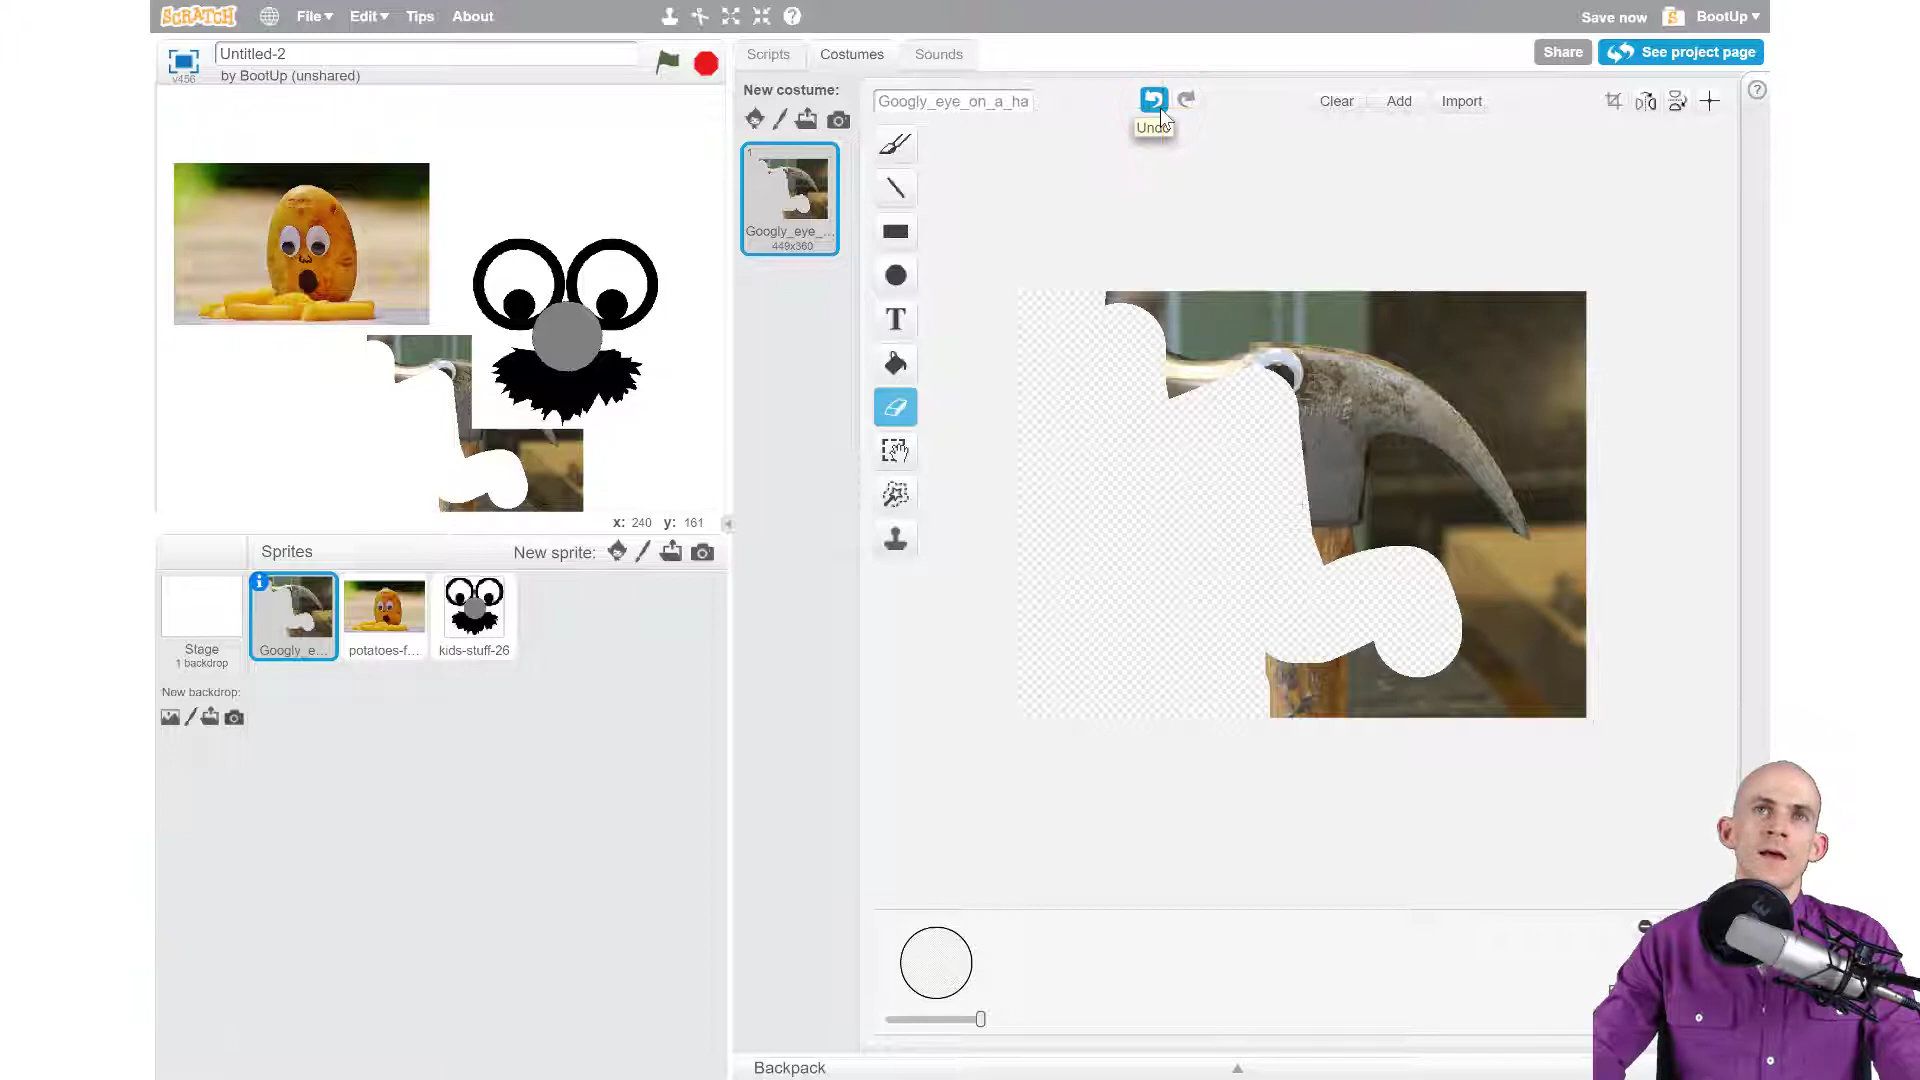 SCRATCH File▾ Edit▾ Tips About Save now BootUp ▾
Untitled-2
v456
by BootUp (unshared)
Scripts Costumes Sounds
Share See project page
New costume:
Googly_eye_on_a_ha
Undo
Clear Add Import
1
Googly_eye_...
449x360
T
x: 240 y: 161
Sprites New sprite:
Stage
1 backdrop
Googly_e...
potatoes-f...
kids-stuff-26
New backdrop:
Backpack